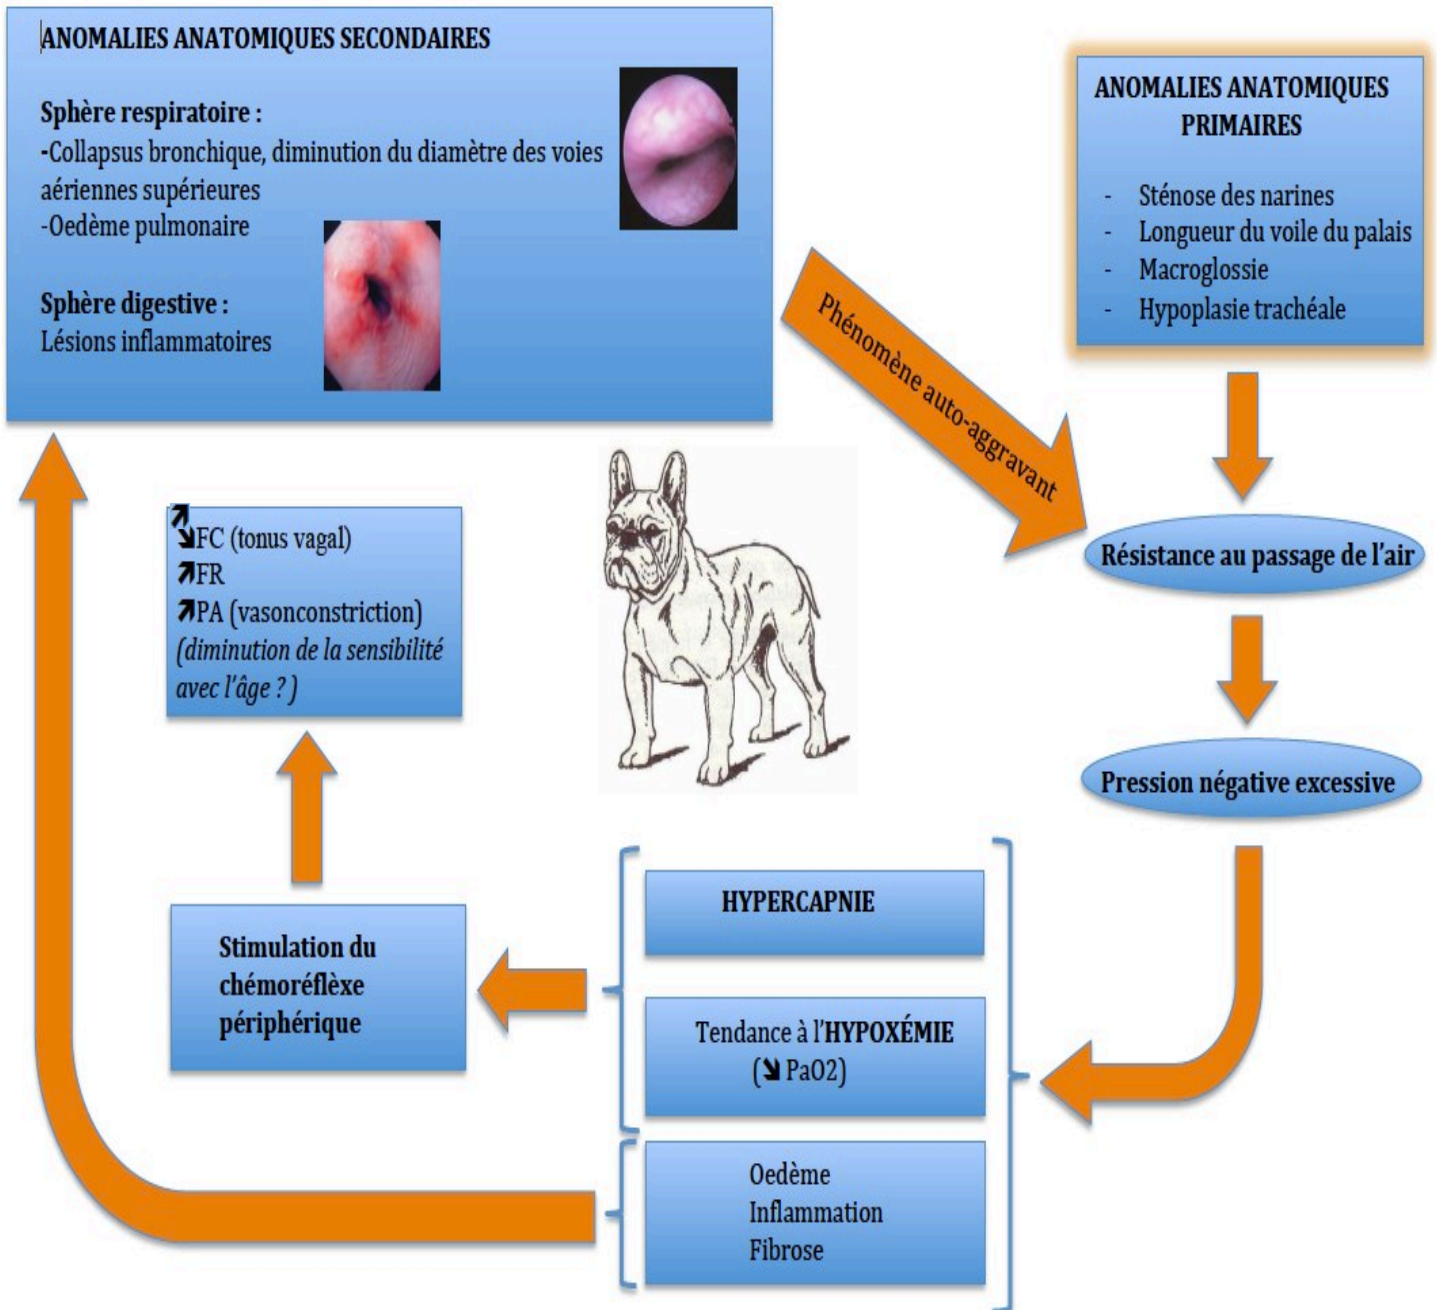 ANOMALIES ANATOMIQUES SECONDAIRES
Sphère respiratoire :
-Collapsus bronchique, diminution du diamètre des voies
aériennes supérieures
-Oedème pulmonaire
Sphère digestive :
Lésions inflammatoires
ANOMALIES ANATOMIQUES
PRIMAIRES
- Sténose des narines
- Longueur du voile du palais
- Macroglossie
- Hypoplasie trachéale
Phénomène auto-aggravant
Résistance au passage de l'air
Pression négative excessive
HYPERCAPNIE
Tendance à l'HYPOXÉMIE
(⬊ PaO2)
Oedème
Inflammation
Fibrose
Stimulation du
chémoréflèxe
périphérique
⬈
⬊FC (tonus vagal)
⬈FR
⬈PA (vasonconstriction)
(diminution de la sensibilité
avec l'âge ? )